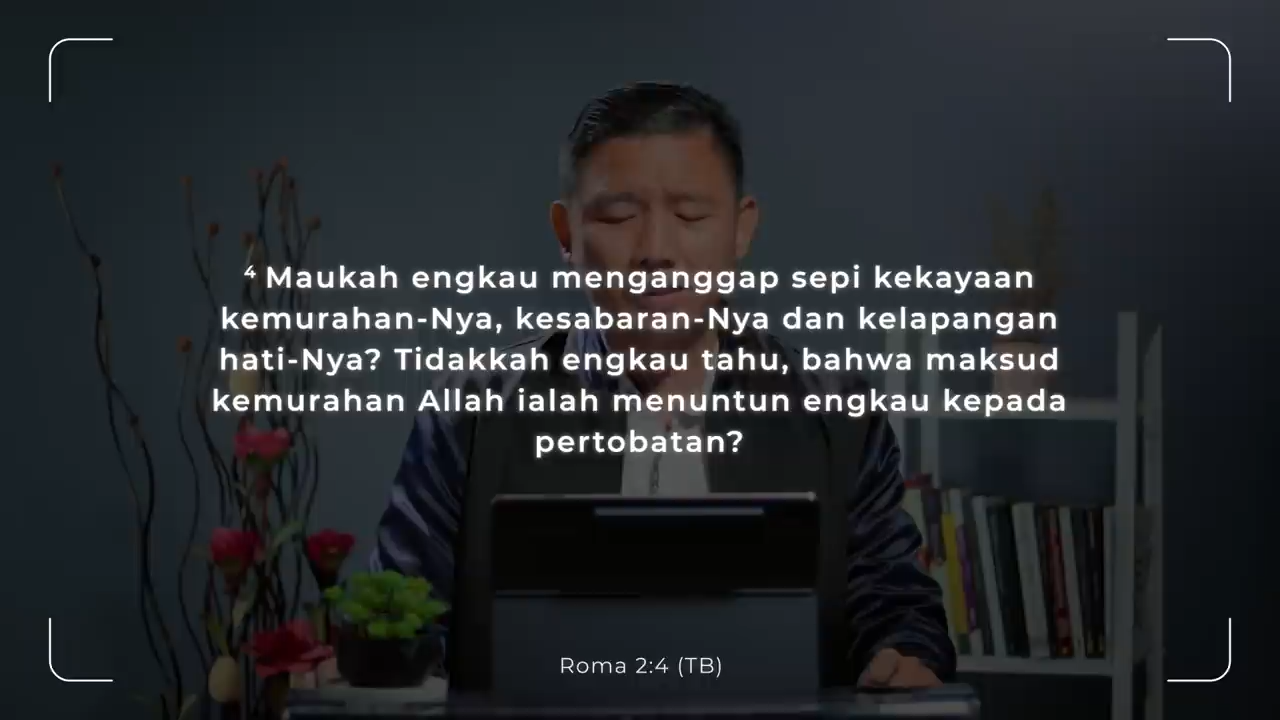 ⁴ Maukah engkau menganggap sepi kekayaan
kemurahan-Nya, kesabaran-Nya dan kelapangan
hati-Nya? Tidakkah engkau tahu, bahwa maksud
kemurahan Allah ialah menuntun engkau kepada
pertobatan?
Roma 2:4 (TB)